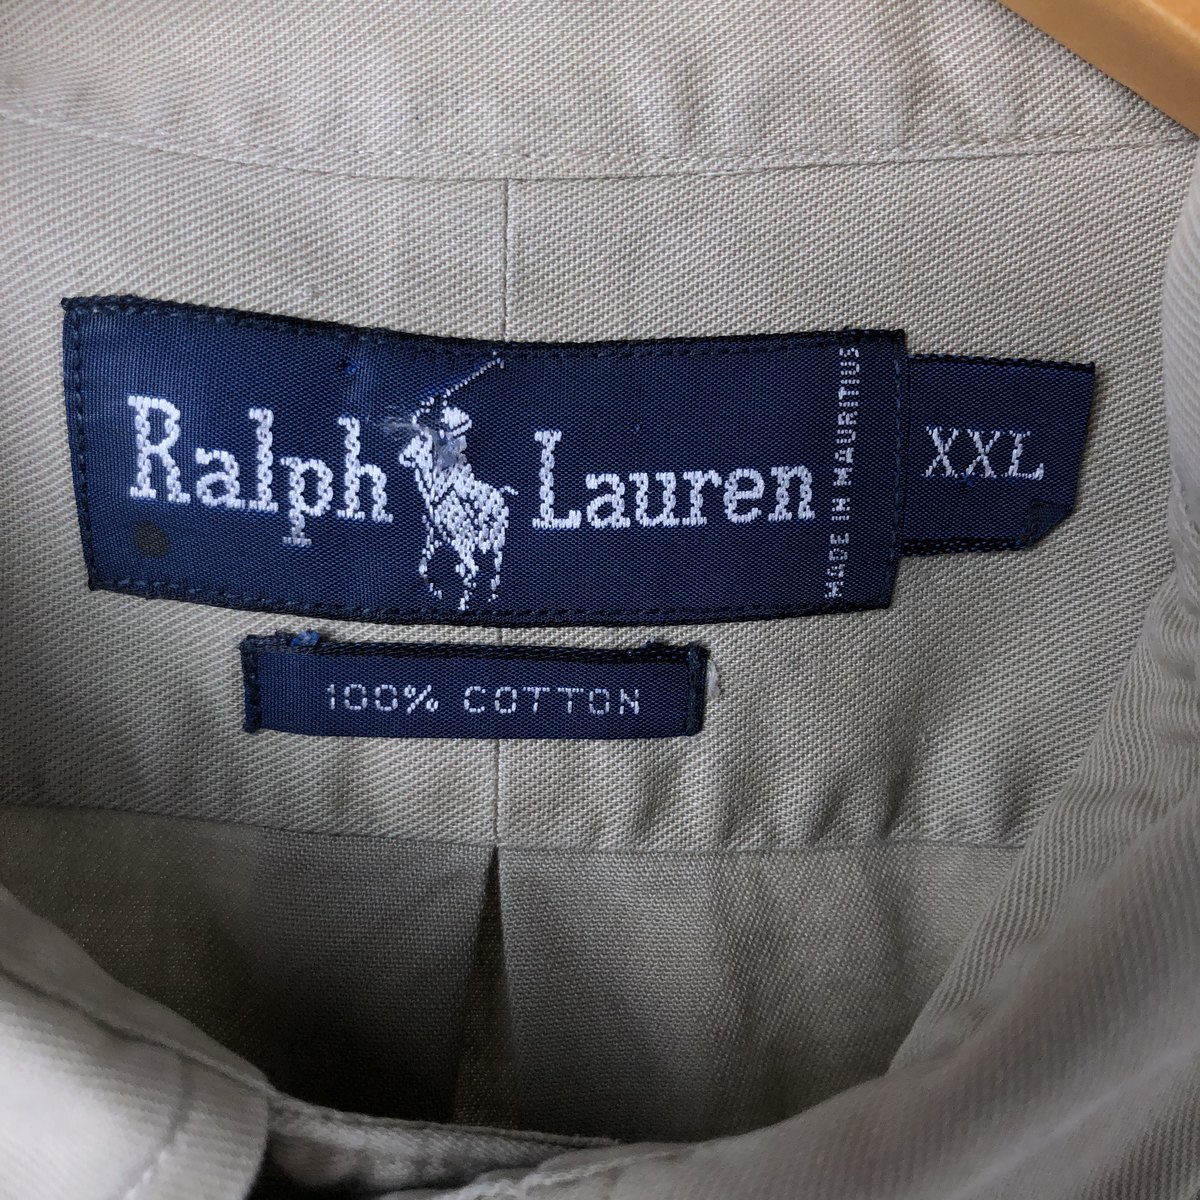 Ralph Lauren
MADE IN MAURITIUS
XXL
100% COTTON